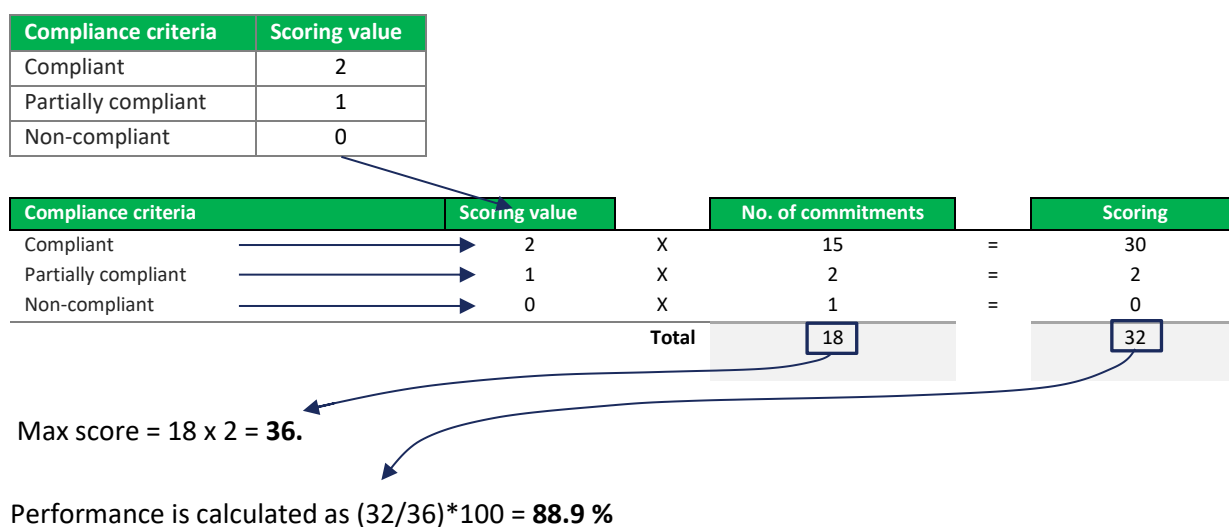 Compliance criteria Scoring value
Compliant 2
Partially compliant 1
Non-compliant 0
Compliance criteria Scoring value No. of commitments Scoring
Compliant 2 X 15 = 30
Partially compliant 1 X 2 = 2
Non-compliant 0 X 1 = 0
Total 18 32
Max score = 18 x 2 = 36.
Performance is calculated as (32/36)*100 = 88.9 %